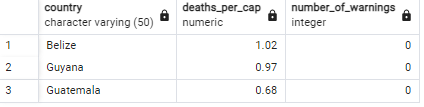 country deaths_per_cap number_of_warnings
character varying (50) numeric integer
1 Belize 1.02 0
2 Guyana 0.97 0
3 Guatemala 0.68 0